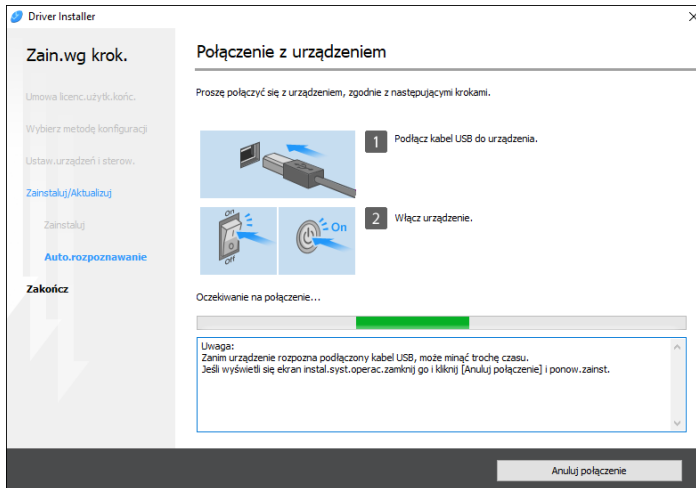 Driver Installer
Zain.wg krok.
Umowa licenc.użytk.końc.
Wybierz metodę konfiguracji
Ustaw.urządzeń i sterow.
Zainstaluj/Aktualizuj
Zainstaluj
Auto.rozpoznawanie
Zakończ
Połączenie z urządzeniem
Proszę połączyć się z urządzeniem, zgodnie z następującymi krokami.
1 Podłącz kabel USB do urządzenia.
On
Off
On
2 Włącz urządzenie.
Oczekiwanie na połączenie...
Uwaga:
Zanim urządzenie rozpozna podłączony kabel USB, może minąć trochę czasu.
Jeśli wyświetli się ekran instal.syst.operac.zamknij go i kliknij [Anuluj połączenie] i ponow.zainst.
Anuluj połączenie